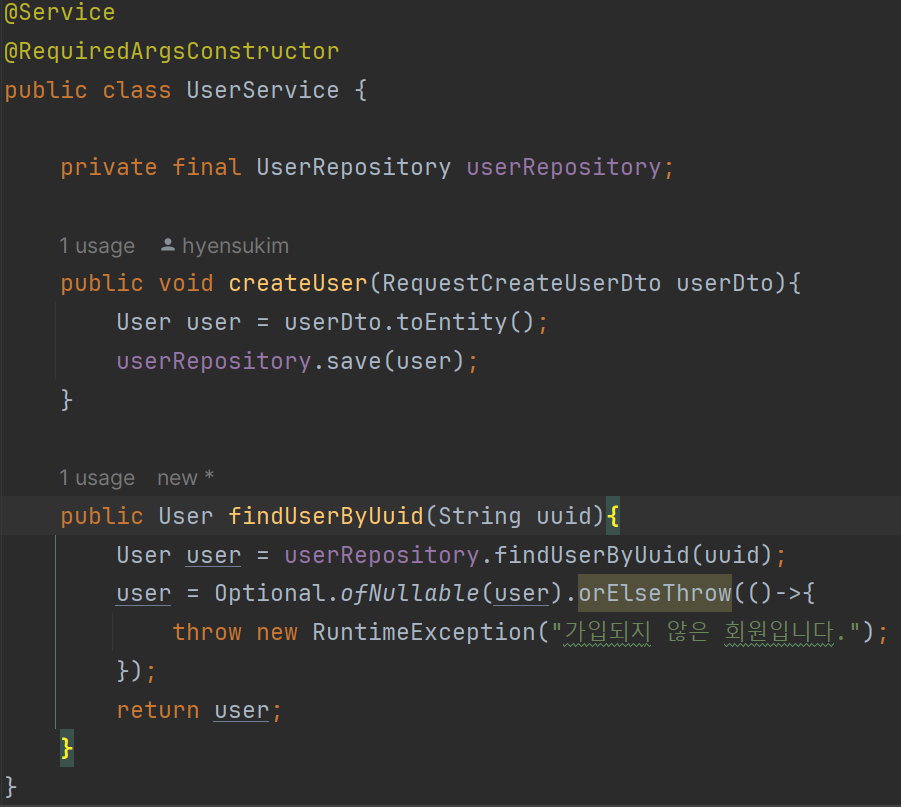 @Service
@RequiredArgsConstructor
public class UserService {
private final UserRepository userRepository;
1 usage hyensukim
public void createUser(RequestCreateUserDto userDto){
User user = userDto.toEntity();
userRepository.save(user);
}
1 usage new *
public User findUserByUuid(String uuid){
User user = userRepository.findUserByUuid(uuid);
user = Optional.ofNullable(user).orElseThrow(()->{
throw new RuntimeException("가입되지 않은 회원입니다.");
});
return user;
}
}